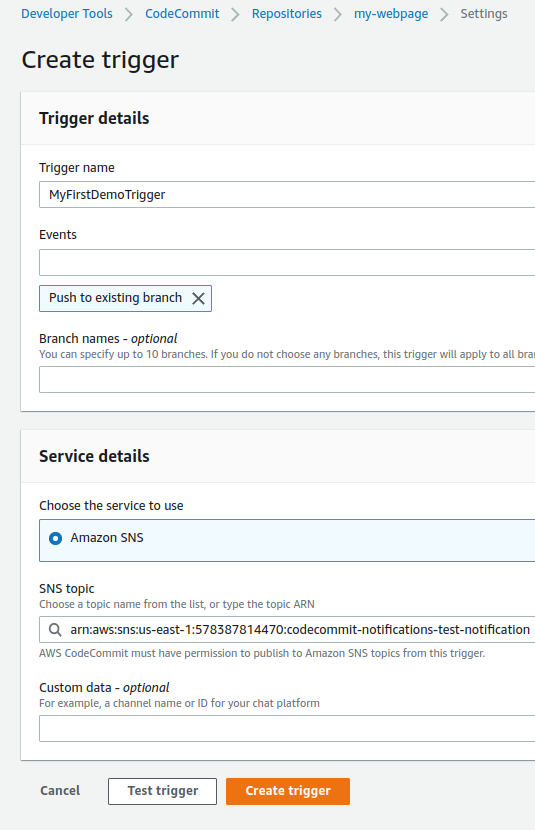 Developer Tools > CodeCommit > Repositories > my-webpage > Settings
Create trigger
Trigger details
Trigger name
MyFirstDemoTrigger
Events
Push to existing branch
Branch names - optional
You can specify up to 10 branches. If you do not choose any branches, this trigger will apply to all
Service details
Choose the service to use
Amazon SNS
SNS topic
Choose a topic name from the list, or type the topic ARN
arn:aws:sns:us-east-1:578387814470:codecommit-notifications-test-notification
AWS CodeCommit must have permission to publish to Amazon SNS topics from this trigger.
Custom data - optional
For example, a channel name or ID for your chat platform
Cancel Test trigger Create trigger